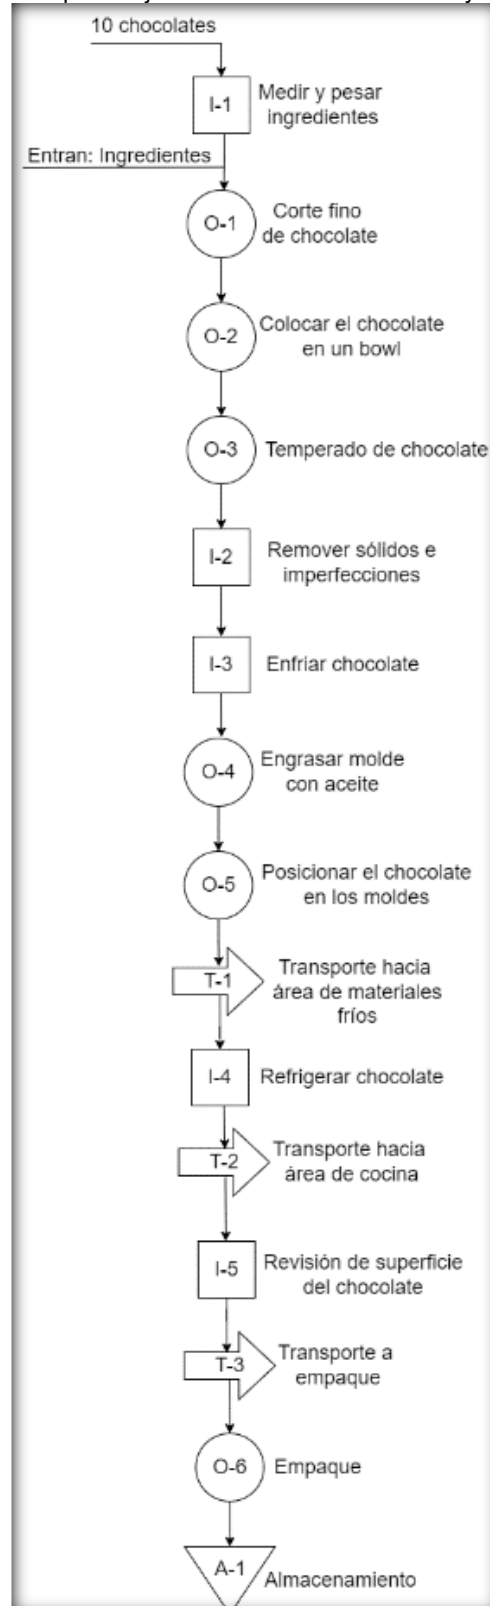 10 chocolates
I-1
Medir y pesar
ingredientes
Entran: Ingredientes
O-1
Corte fino
de chocolate
O-2
Colocar el chocolate
en un bowl
O-3
Temperado de chocolate
I-2
Remover sólidos e
imperfecciones
I-3
Enfriar chocolate
O-4
Engrasar molde
con aceite
O-5
Posicionar el chocolate
en los moldes
T-1
Transporte hacia
área de materiales
fríos
I-4
Refrigerar chocolate
T-2
Transporte hacia
área de cocina
I-5
Revisión de superficie
del chocolate
T-3
Transporte a
empaque
O-6
Empaque
A-1
Almacenamiento